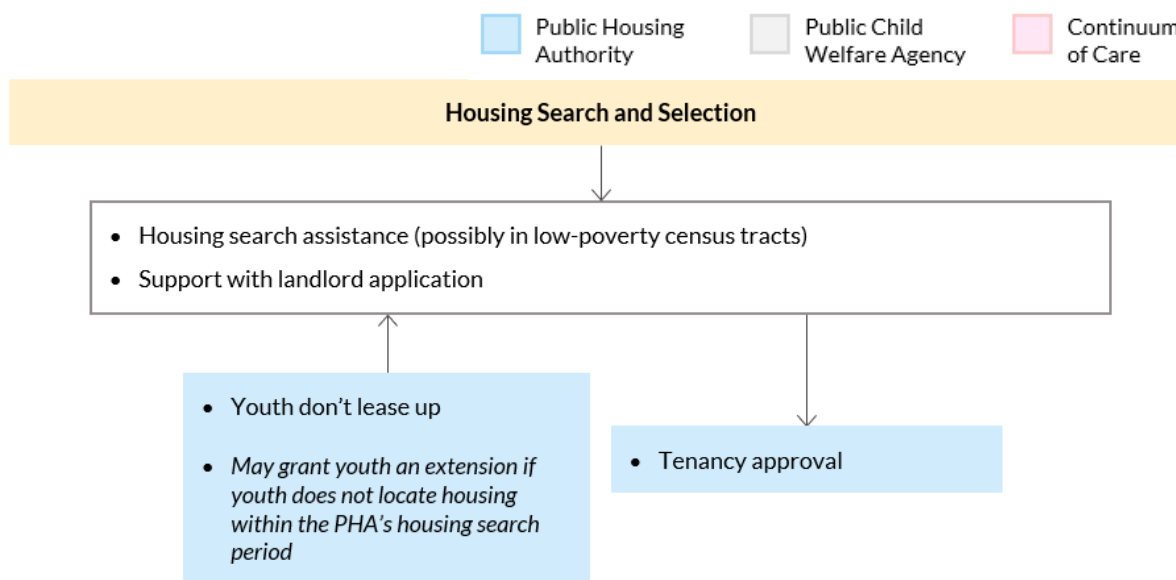 Public Housing
Authority
Public Child
Welfare Agency
Continuum
of Care
Housing Search and Selection
• Housing search assistance (possibly in low-poverty census tracts)
• Support with landlord application
• Youth don’t lease up
• May grant youth an extension if
youth does not locate housing
within the PHA’s housing search
period
• Tenancy approval